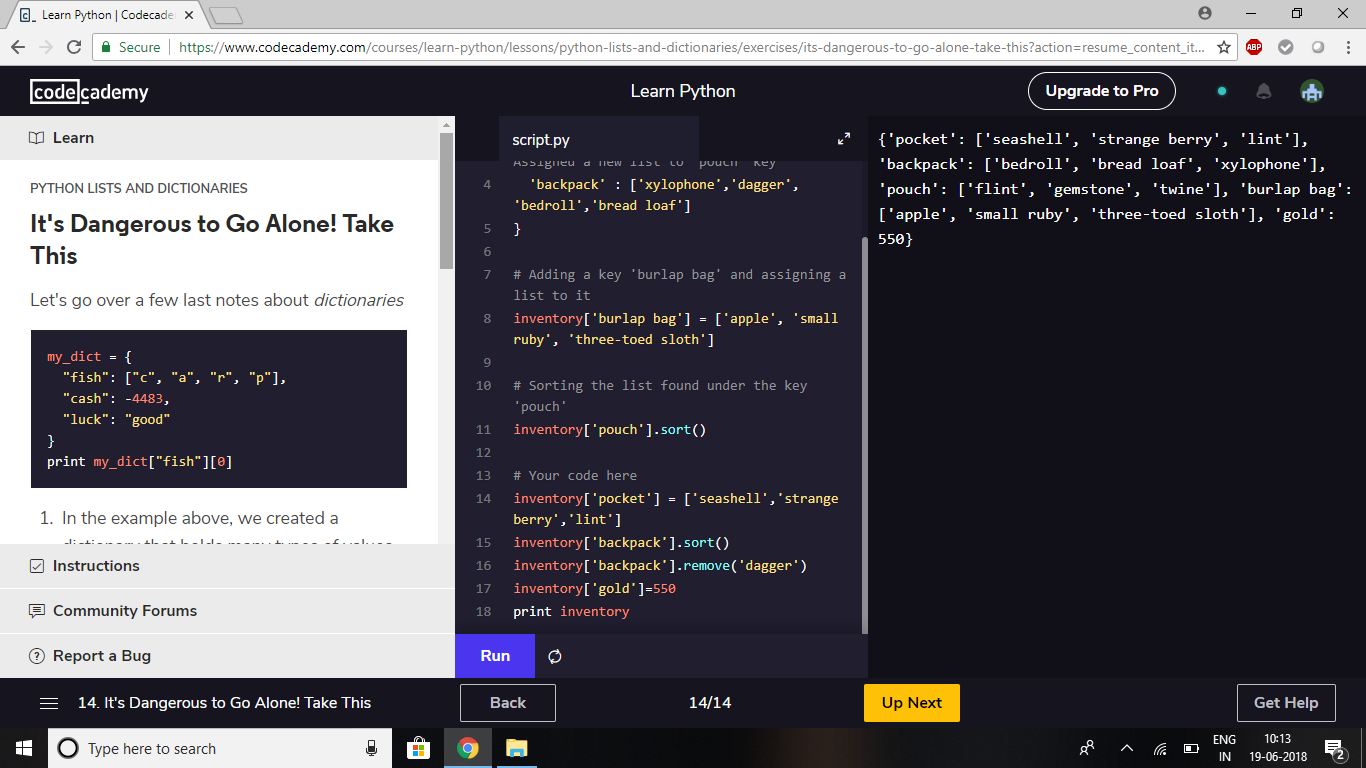 Learn Python | Codecade
Secure
https://www.codecademy.com/courses/learn-python/lessons/python-lists-and-dictionaries/exercises/its-dangerous-to-go-alone-take-this?action=resume_content_it...
ABP
codecademy
Learn Python
Upgrade to Pro
Learn
PYTHON LISTS AND DICTIONARIES
It's Dangerous to Go Alone! Take
This
Let's go over a few last notes about dictionaries
my_dict = {
"fish": ["c", "a", "r", "p"],
"cash": -4483,
"luck": "good"
}
print my_dict["fish"][0]
1. In the example above, we created a
dictionary that holds many types of values
Instructions
Community Forums
Report a Bug
script.py
Assigned a new list to 'pouch' key
4 'backpack' : ['xylophone','dagger',
'bedroll','bread loaf']
5 }
6
7 # Adding a key 'burlap bag' and assigning a
list to it
8 inventory['burlap bag'] = ['apple', 'small
ruby', 'three-toed sloth']
9
10 # Sorting the list found under the key
'pouch'
11 inventory['pouch'].sort()
12
13 # Your code here
14 inventory['pocket'] = ['seashell','strange
berry','lint']
15 inventory['backpack'].sort()
16 inventory['backpack'].remove('dagger')
17 inventory['gold']=550
18 print inventory
Run
{'pocket': ['seashell', 'strange berry', 'lint'],
'backpack': ['bedroll', 'bread loaf', 'xylophone'],
'pouch': ['flint', 'gemstone', 'twine'], 'burlap bag':
['apple', 'small ruby', 'three-toed sloth'], 'gold':
550}
14. It's Dangerous to Go Alone! Take This
Back
14/14
Up Next
Get Help
Type here to search
ENG
IN
10:13
19-06-2018
2